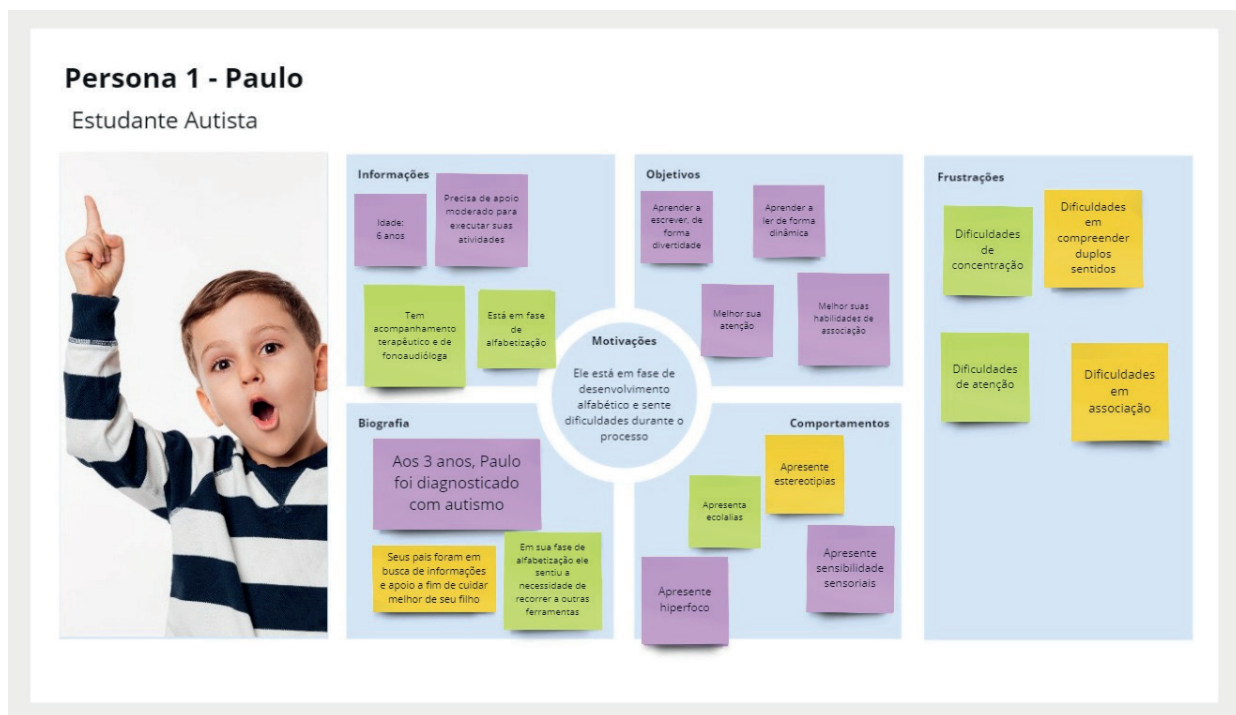 Persona 1 - Paulo
Estudante Autista
Informações
Idade:
6 anos
Precisa de apoio
moderado para
executar suas
atividades
Tem
acompanhamento
terapêutico e de
fonoaudióloga
Está em fase
de
alfabetização
Objetivos
Aprender a
escrever, de
forma
divertidade
Aprender a
ler de forma
dinâmica
Melhor sua
atenção
Melhor suas
habilidades de
associação
Motivações
Ele está em fase de
desenvolvimento
alfabético e sente
dificuldades durante o
processo
Biografia
Aos 3 anos, Paulo
foi diagnosticado
com autismo
Seus pais foram em
busca de informações
e apoio a fim de cuidar
melhor de seu filho
Em sua fase de
alfabetização ele
sentiu a
necessidade de
recorrer a outras
ferramentas
Comportamentos
Apresente
estereotipias
Apresenta
ecolalias
Apresente
sensibilidade
sensoriais
Apresente
hiperfoco
Frustrações
Dificuldades
de
concentração
Dificuldades
em
compreender
duplos
sentidos
Dificuldades
de atenção
Dificuldades
em
associação